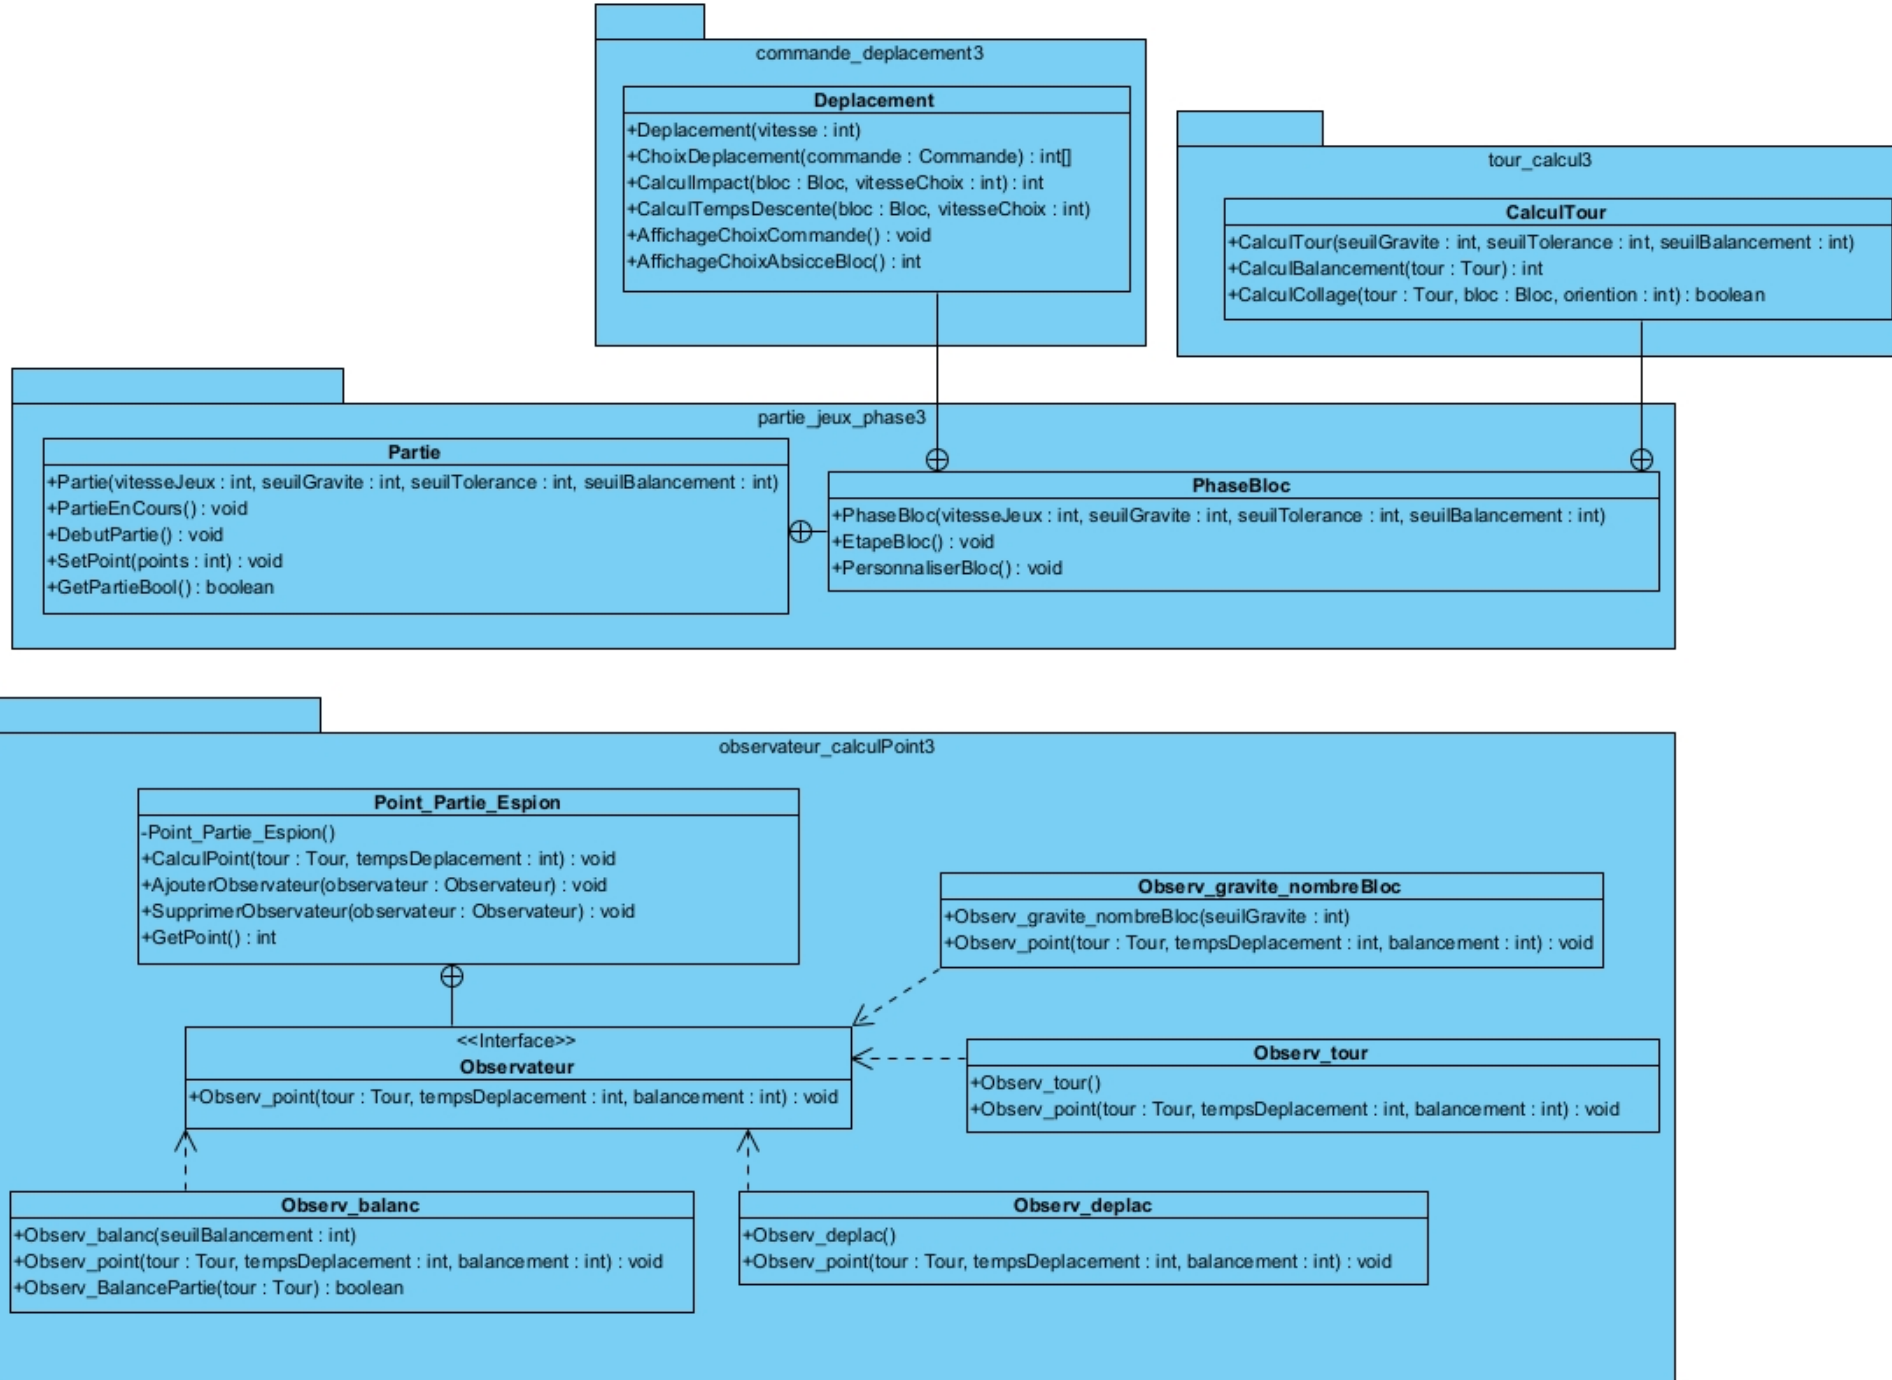 commande_deplacement3
Deplacement
+Deplacement(vitesse : int)
+ChoixDeplacement(commande : Commande) : int[]
+CalculImpact(bloc : Bloc, vitesseChoix : int) : int
+CalculTempsDescente(bloc : Bloc, vitesseChoix : int)
+AffichageChoixCommande() : void
+AffichageChoixAbsicceBloc() : int
tour_calcul3
CalculTour
+CalculTour(seuilGravite : int, seuilTolerance : int, seuilBalancement : int)
+CalculBalancement(tour : Tour) : int
+CalculCollage(tour : Tour, bloc : Bloc, oriention : int) : boolean
partie_jeux_phase3
Partie
+Partie(vitesseJeux : int, seuilGravite : int, seuilTolerance : int, seuilBalancement : int)
+PartieEnCours() : void
+DebutPartie() : void
+SetPoint(points : int) : void
+GetPartieBool() : boolean
PhaseBloc
+PhaseBloc(vitesseJeux : int, seuilGravite : int, seuilTolerance : int, seuilBalancement : int)
+EtapeBloc() : void
+PersonnaliserBloc() : void
observateur_calculPoint3
Point_Partie_Espion
-Point_Partie_Espion()
+CalculPoint(tour : Tour, tempsDeplacement : int) : void
+AjouterObservateur(observateur : Observateur) : void
+SupprimerObservateur(observateur : Observateur) : void
+GetPoint() : int
Observ_gravite_nombreBloc
+Observ_gravite_nombreBloc(seuilGravite : int)
+Observ_point(tour : Tour, tempsDeplacement : int, balancement : int) : void
<<Interface>>
Observateur
+Observ_point(tour : Tour, tempsDeplacement : int, balancement : int) : void
Observ_tour
+Observ_tour()
+Observ_point(tour : Tour, tempsDeplacement : int, balancement : int) : void
Observ_balanc
+Observ_balanc(seuilBalancement : int)
+Observ_point(tour : Tour, tempsDeplacement : int, balancement : int) : void
+Observ_BalancePartie(tour : Tour) : boolean
Observ_deplac
+Observ_deplac()
+Observ_point(tour : Tour, tempsDeplacement : int, balancement : int) : void